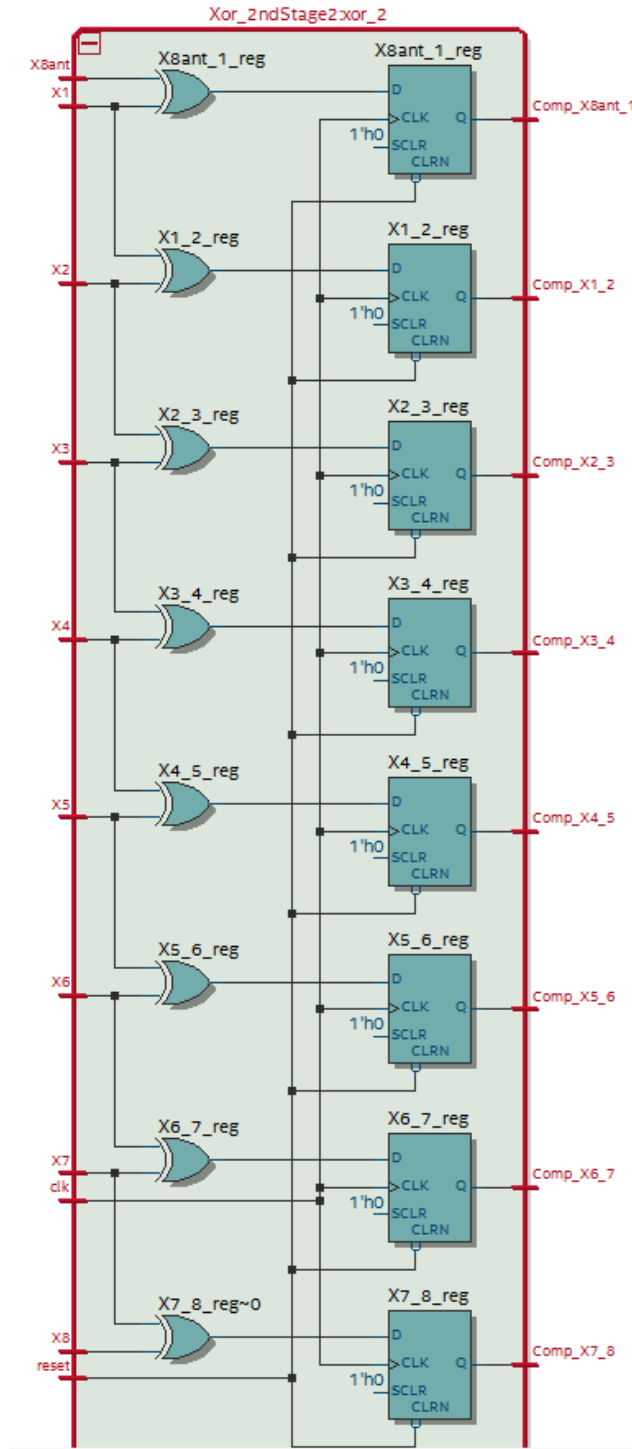 Xor_2ndStage2:xor_2
X8ant
X1
X8ant_1_reg
X8ant_1_reg
D
CLK
Q
1'h0
SCLR
CLRN
Comp_X8ant_1
X2
X1_2_reg
X1_2_reg
D
CLK
Q
1'h0
SCLR
CLRN
Comp_X1_2
X3
X2_3_reg
X2_3_reg
D
CLK
Q
1'h0
SCLR
CLRN
Comp_X2_3
X4
X3_4_reg
X3_4_reg
D
CLK
Q
1'h0
SCLR
CLRN
Comp_X3_4
X5
X4_5_reg
X4_5_reg
D
CLK
Q
1'h0
SCLR
CLRN
Comp_X4_5
X6
X5_6_reg
X5_6_reg
D
CLK
Q
1'h0
SCLR
CLRN
Comp_X5_6
X7
clk
X6_7_reg
X6_7_reg
D
CLK
Q
1'h0
SCLR
CLRN
Comp_X6_7
X8
reset
X7_8_reg~0
X7_8_reg
D
CLK
Q
1'h0
SCLR
CLRN
Comp_X7_8